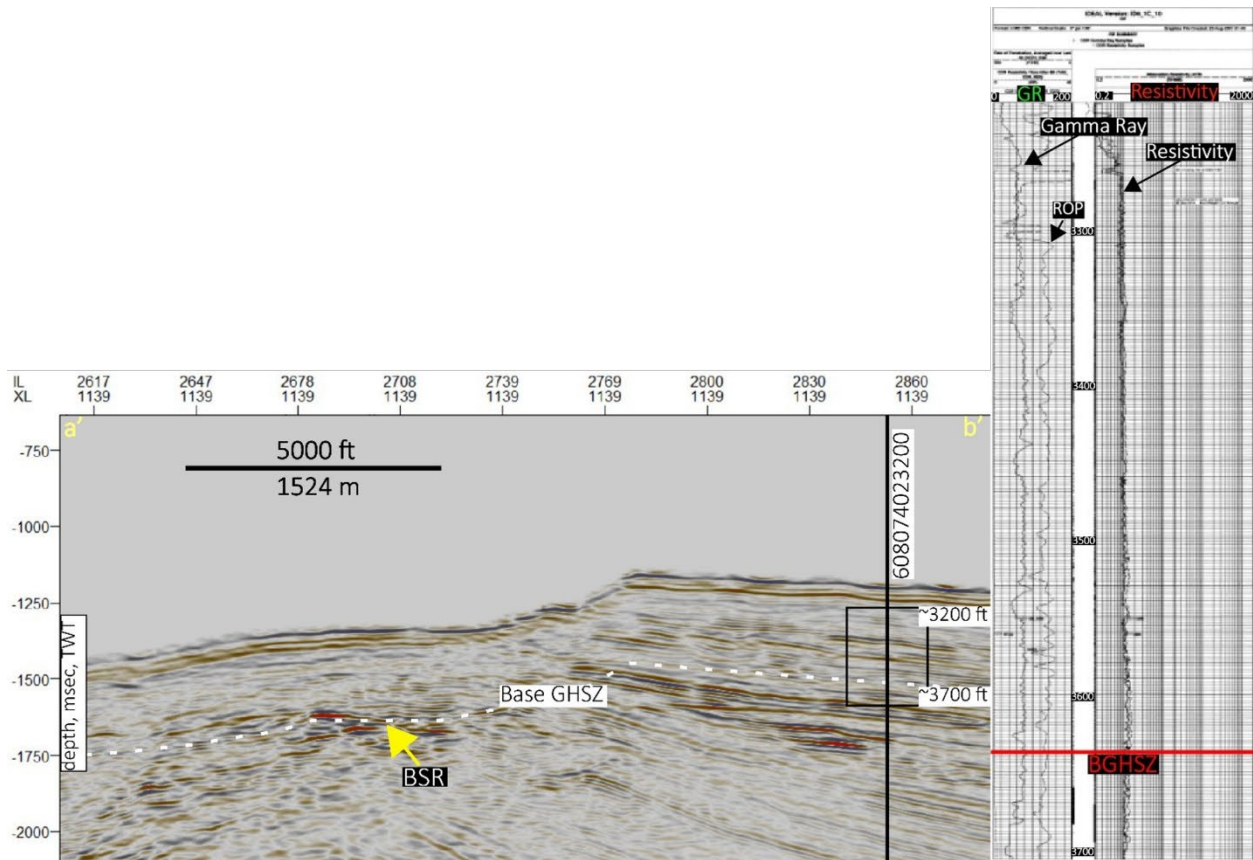 IL 2617 2647 2678 2708 2739 2769 2800 2830 2860
XL 1139 1139 1139 1139 1139 1139 1139 1139 1139
a' b'
5000 ft
1524 m
-750
-1000
-1250
-1500
-1750
-2000
depth, msec, TWT
Base GHSZ
BSR
608074023200
~3200 ft
~3700 ft
0 GR 200 0.2 Resistivity 2000
Gamma Ray
Resistivity
ROP
3300
3400
3500
3600
BGHSZ
3700